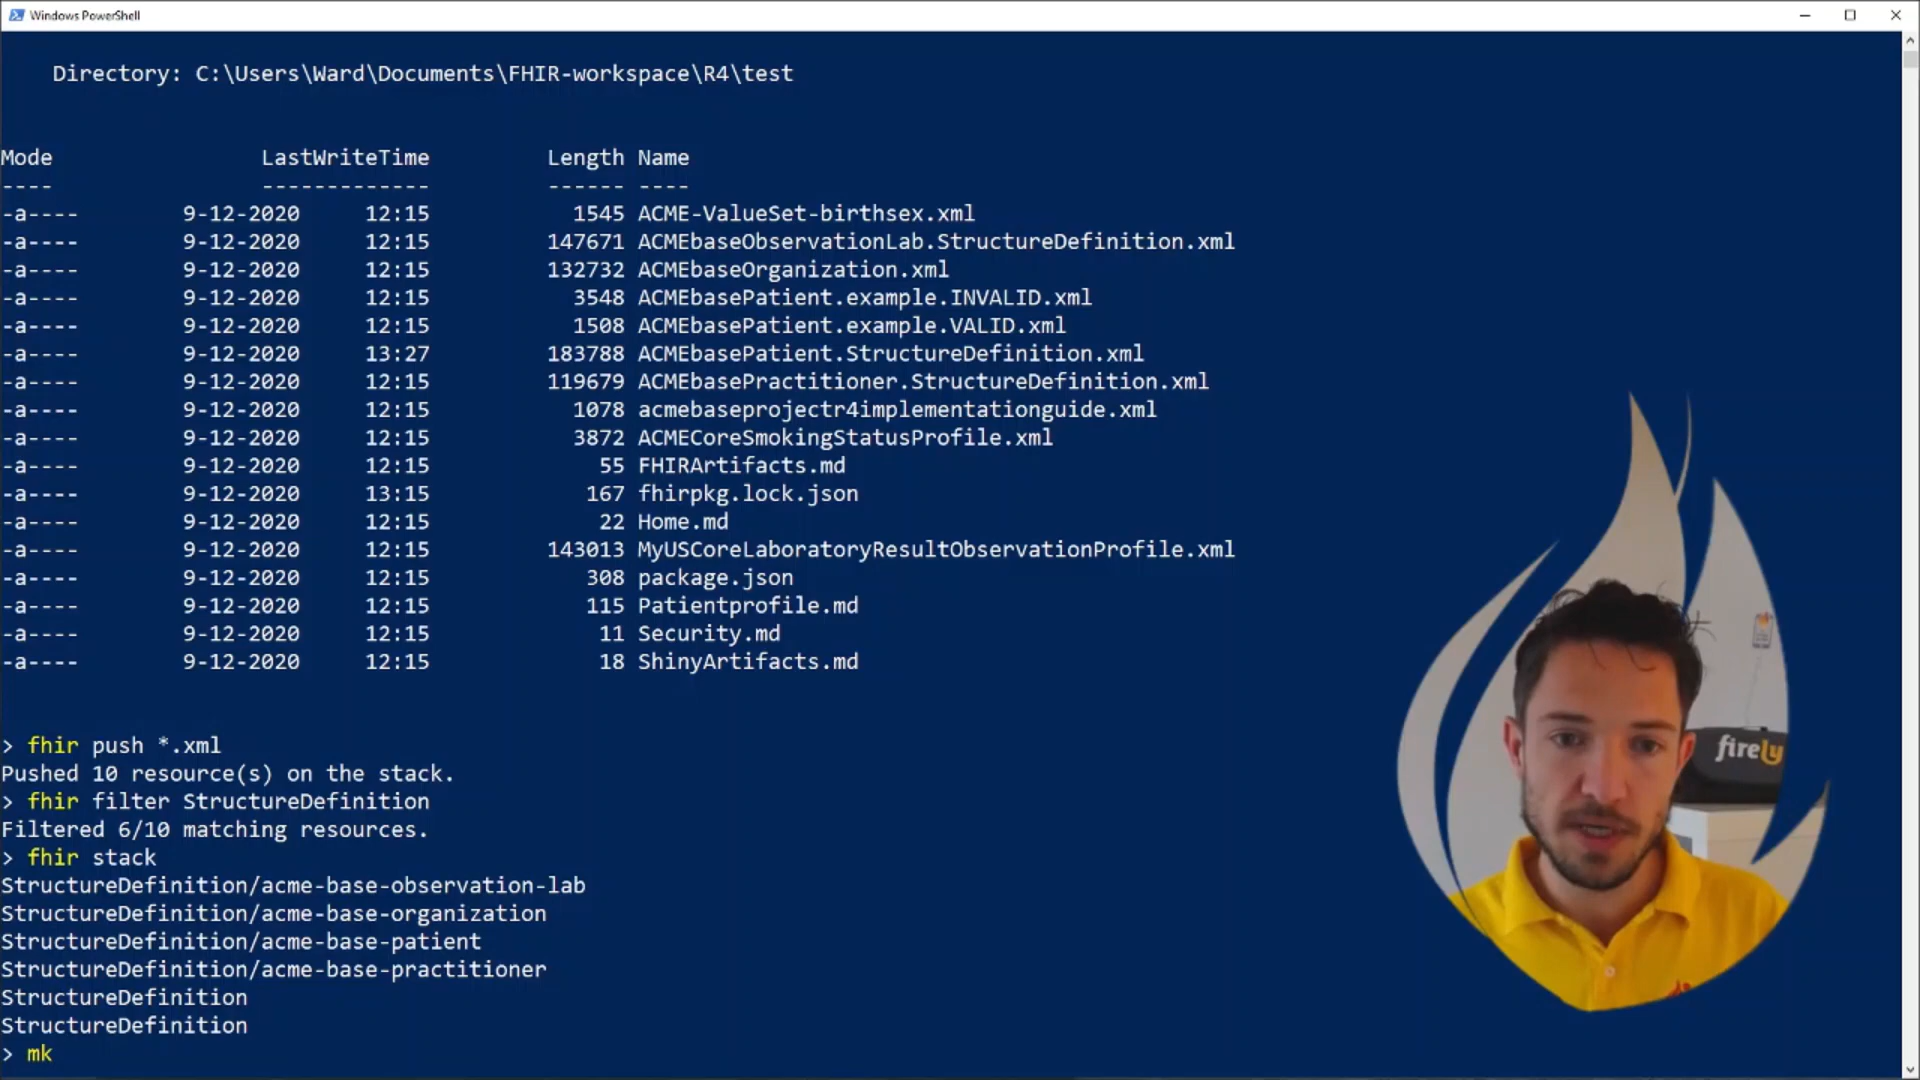 Windows PowerShell
Directory: C:\Users\Ward\Documents\FHIR-workspace\R4\test
Mode LastWriteTime Length Name
---- ------------- ------ ----
-a---- 9-12-2020 12:15 1545 ACME-ValueSet-birthsex.xml
-a---- 9-12-2020 12:15 147671 ACMEbaseObservationLab.StructureDefinition.xml
-a---- 9-12-2020 12:15 132732 ACMEbaseOrganization.xml
-a---- 9-12-2020 12:15 3548 ACMEbasePatient.example.INVALID.xml
-a---- 9-12-2020 12:15 1508 ACMEbasePatient.example.VALID.xml
-a---- 9-12-2020 13:27 183788 ACMEbasePatient.StructureDefinition.xml
-a---- 9-12-2020 12:15 119679 ACMEbasePractitioner.StructureDefinition.xml
-a---- 9-12-2020 12:15 1078 acmebaseprojectr4implementationguide.xml
-a---- 9-12-2020 12:15 3872 ACMECoreSmokingStatusProfile.xml
-a---- 9-12-2020 12:15 55 FHIRArtifacts.md
-a---- 9-12-2020 13:15 167 fhirpkg.lock.json
-a---- 9-12-2020 12:15 22 Home.md
-a---- 9-12-2020 12:15 143013 MyUSCoreLaboratoryResultObservationProfile.xml
-a---- 9-12-2020 12:15 308 package.json
-a---- 9-12-2020 12:15 115 Patientprofile.md
-a---- 9-12-2020 12:15 11 Security.md
-a---- 9-12-2020 12:15 18 ShinyArtifacts.md
> fhir push *.xml
Pushed 10 resource(s) on the stack.
> fhir filter StructureDefinition
Filtered 6/10 matching resources.
> fhir stack
StructureDefinition/acme-base-observation-lab
StructureDefinition/acme-base-organization
StructureDefinition/acme-base-patient
StructureDefinition/acme-base-practitioner
StructureDefinition
StructureDefinition
> mk
firely